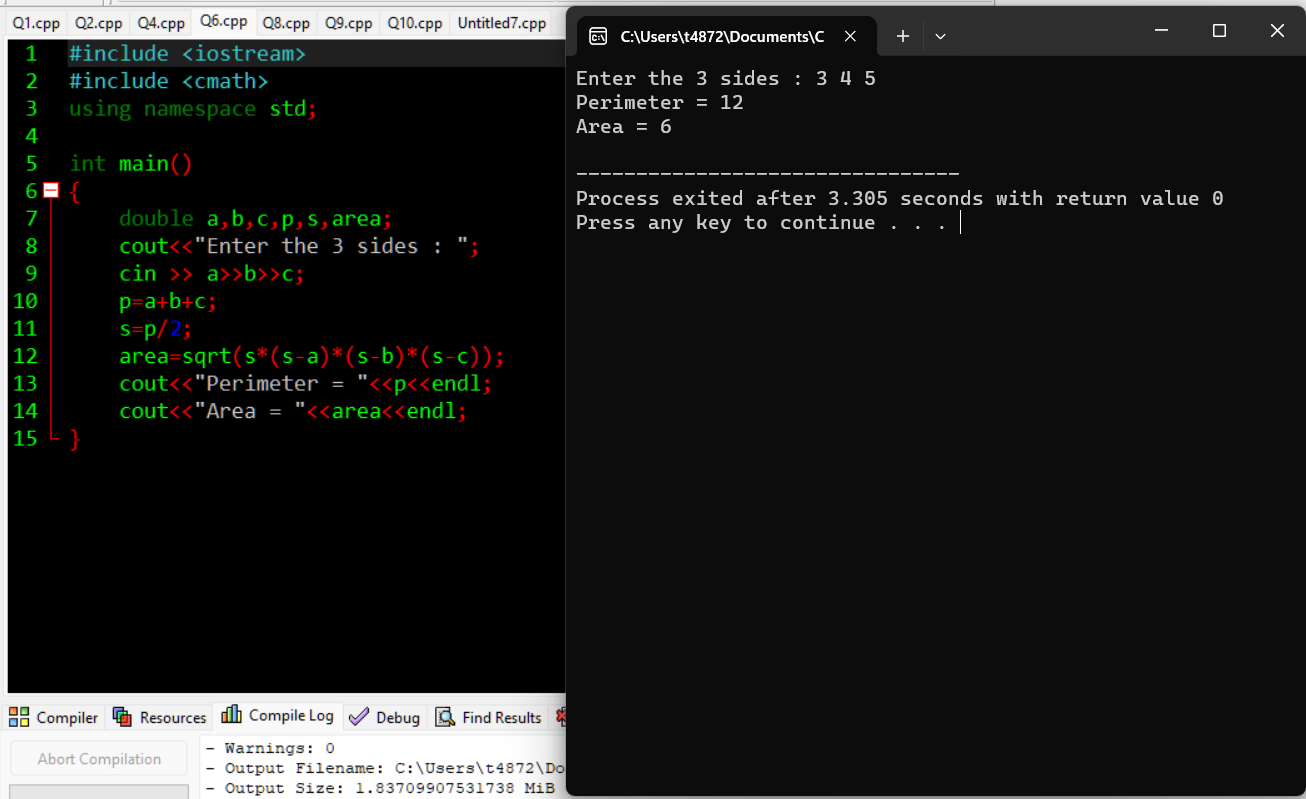 Q1.cpp Q2.cpp Q4.cpp Q6.cpp Q8.cpp Q9.cpp Q10.cpp Untitled7.cpp
1 #include <iostream>
2 #include <cmath>
3 using namespace std;
4
5 int main()
6 {
7 double a,b,c,p,s,area;
8 cout<<"Enter the 3 sides : ";
9 cin >> a>>b>>c;
10 p=a+b+c;
11 s=p/2;
12 area=sqrt(s*(s-a)*(s-b)*(s-c));
13 cout<<"Perimeter = "<<p<<endl;
14 cout<<"Area = "<<area<<endl;
15 }
Compiler Resources Compile Log Debug Find Results
Abort Compilation
- Warnings: 0
- Output Filename: C:\Users\t4872\Do
- Output Size: 1.83709907531738 MiB
C:\Users\t4872\Documents\C
Enter the 3 sides : 3 4 5
Perimeter = 12
Area = 6
--------------------------------
Process exited after 3.305 seconds with return value 0
Press any key to continue . . .